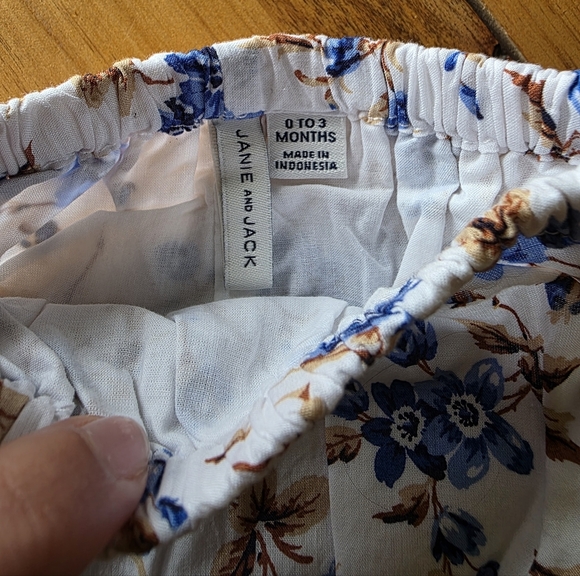 JANIE AND JACK
0 TO 3
MONTHS
MADE IN
INDONESIA